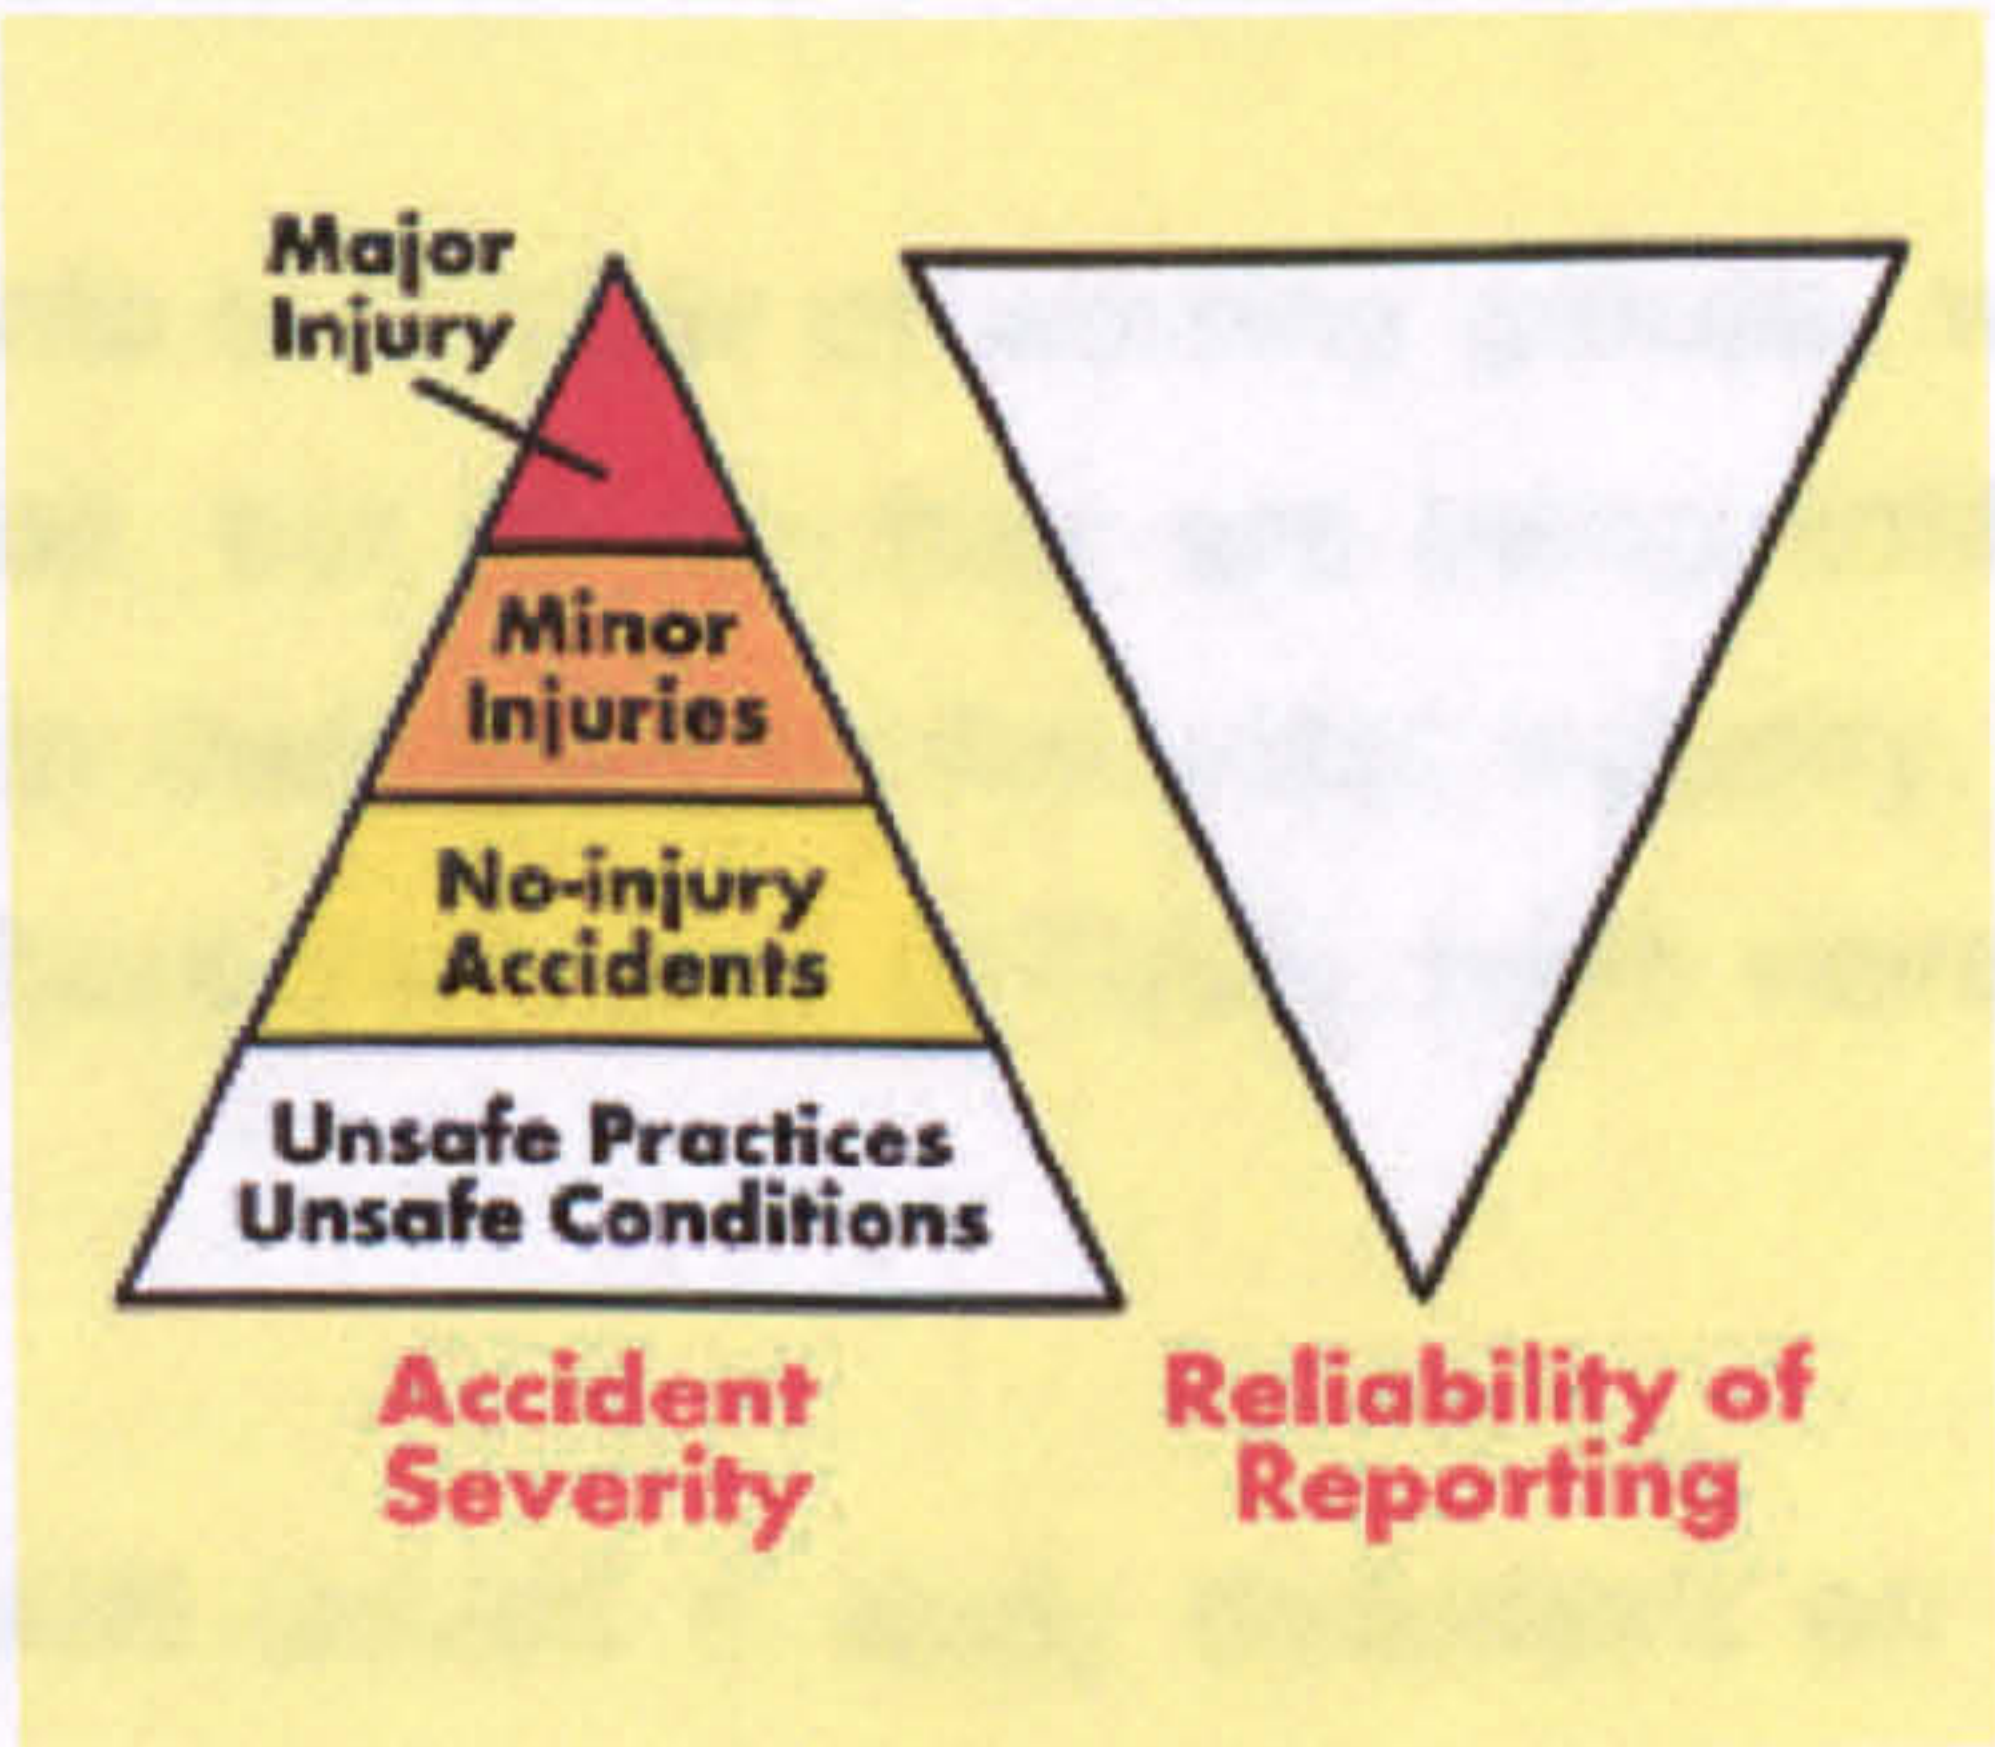 Major
Injury
Minor
Injuries
No-injury
Accidents
Unsafe Practices
Unsafe Conditions
Accident
Severity
Reliability of
Reporting